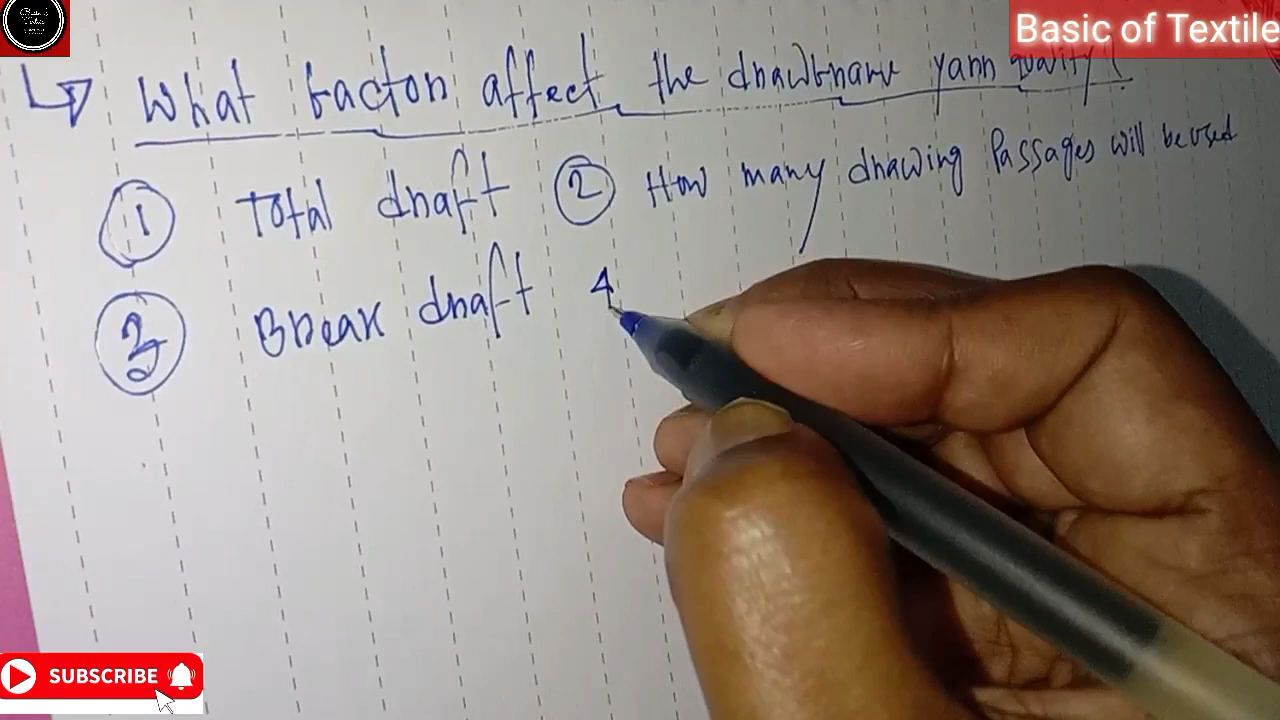 Basic of Textile
What factor affect the drawframe yarn quality?
① Total draft ② How many drawing Passages will be used
③ Break draft 4
SUBSCRIBE